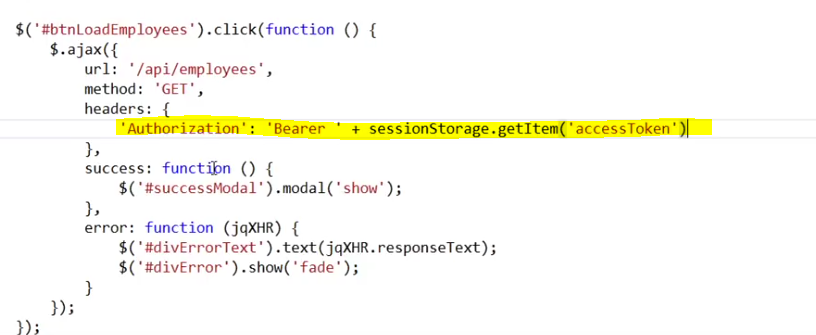 $('#btnLoadEmployees').click(function () {
    $.ajax({
        url: '/api/employees',
        method: 'GET',
        headers: {
            'Authorization': 'Bearer ' + sessionStorage.getItem('accessToken')
        },
        success: function () {
            $('#successModal').modal('show');
        },
        error: function (jqXHR) {
            $('#divErrorText').text(jqXHR.responseText);
            $('#divError').show('fade');
        }
    });
});